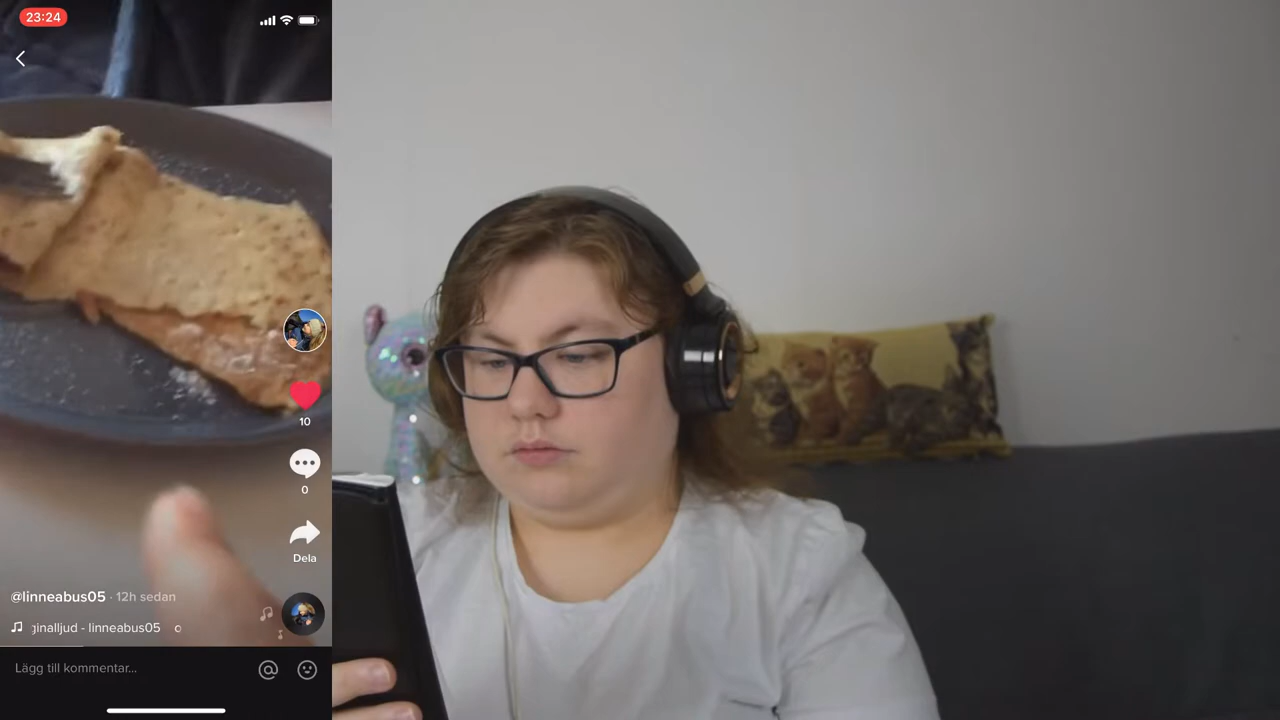 23:24
10
0
Dela
@linneabus05 · 12h sedan
ginalljud - linneabus05 o
Lägg till kommentar...